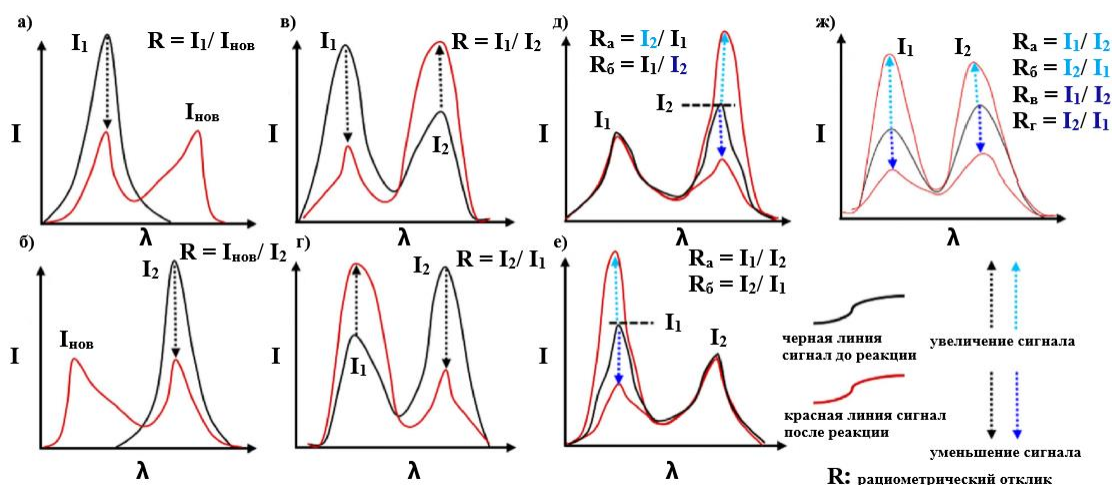 а)
I₁
R = I₁/ Iнов
Iнов
I
λ
в)
I₁
R = I₁/ I₂
I₂
I
λ
д)
Rа = I₂/ I₁
Rб = I₁/ I₂
I₂
I₁
I
λ
ж)
I₁
I₂
Rа = I₁/ I₂
Rб = I₂/ I₁
Rв = I₁/ I₂
Rг = I₂/ I₁
I
λ
б)
R = Iнов/ I₂
I₂
Iнов
I
λ
г)
R = I₂/ I₁
I₂
I₁
I
λ
е)
Rа = I₁/ I₂
Rб = I₂/ I₁
I₁
I₂
I
λ
черная линия
сигнал до реакции
увеличение сигнала
красная линия сигнал
после реакции
уменьшение сигнала
R: рациометрический отклик